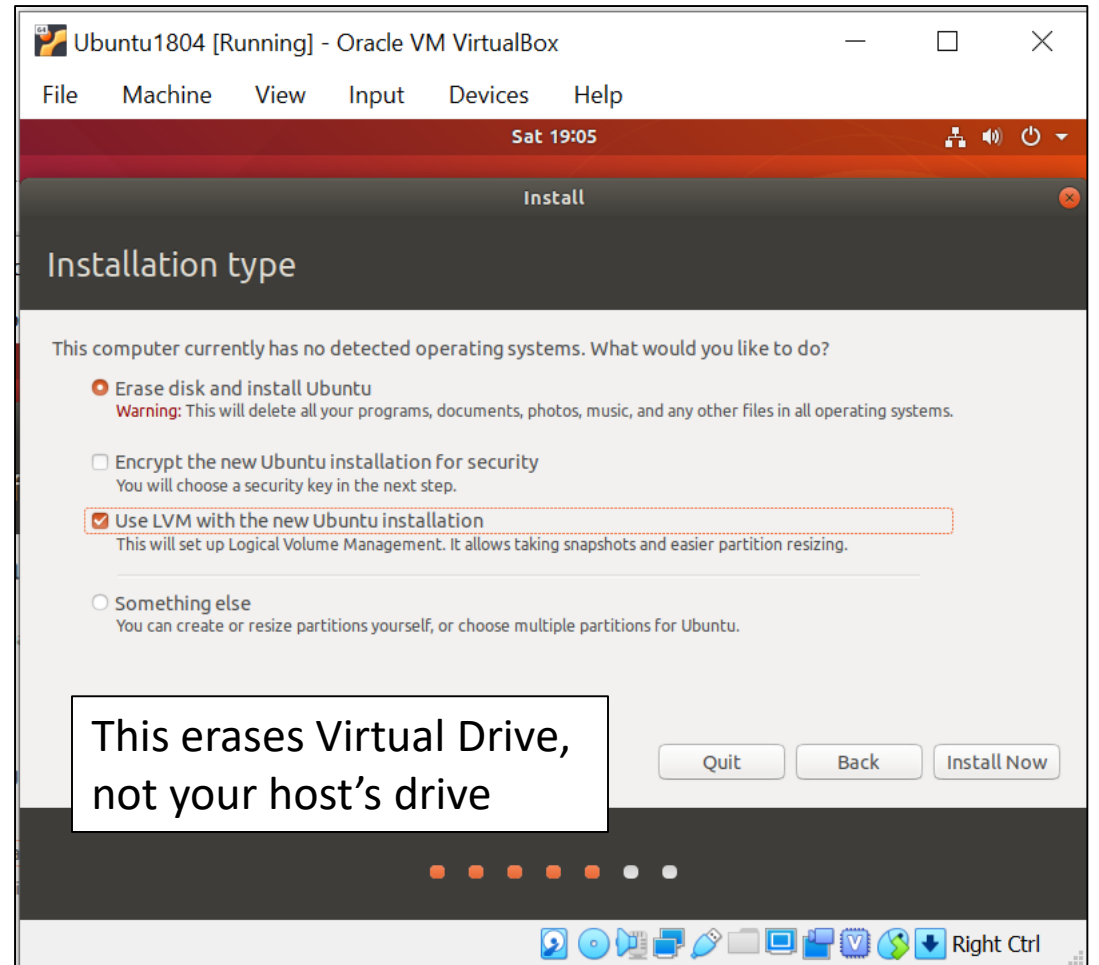 64
Ubuntu1804 [Running] - Oracle VM VirtualBox
File Machine View Input Devices Help
Sat 19:05
Install
Installation type
This computer currently has no detected operating systems. What would you like to do?
Erase disk and install Ubuntu
Warning: This will delete all your programs, documents, photos, music, and any other files in all operating systems.
Encrypt the new Ubuntu installation for security
You will choose a security key in the next step.
Use LVM with the new Ubuntu installation
This will set up Logical Volume Management. It allows taking snapshots and easier partition resizing.
Something else
You can create or resize partitions yourself, or choose multiple partitions for Ubuntu.
This erases Virtual Drive,
not your host’s drive
Quit Back Install Now
V Right Ctrl